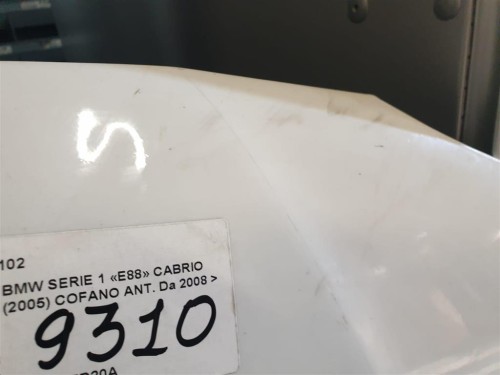 S
102
BMW SERIE 1 «E88» CABRIO
(2005) COFANO ANT. Da 2008 >
9310